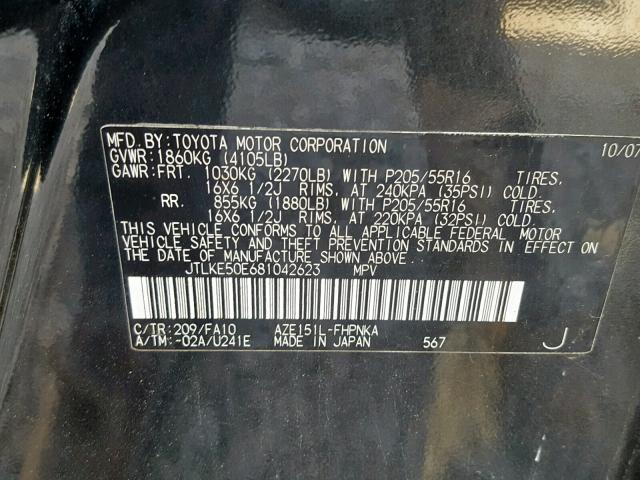 MFD.BY:TOYOTA MOTOR CORPORATION 10/07
GVWR:1860KG (4105LB)
GAWR:FRT. 1030KG (2270LB) WITH P205/55R16 TIRES,
16X6 1/2J RIMS, AT 240KPA (35PSI) COLD
RR. 855KG (1880LB) WITH P205/55R16 TIRES,
16X6 1/2J RIMS, AT 220KPA (32PSI) COLD
THIS VEHICLE CONFORMS TO ALL APPLICABLE FEDERAL MOTOR
VEHICLE SAFETY AND THEFT PREVENTION STANDARDS IN EFFECT ON
THE DATE OF MANUFACTURE SHOWN ABOVE.
JTLKE50E681042623 MPV
C/TR:209/FA10 AZE151L-FHPNKA
A/TM:-02A/U241E MADE IN JAPAN 567 J